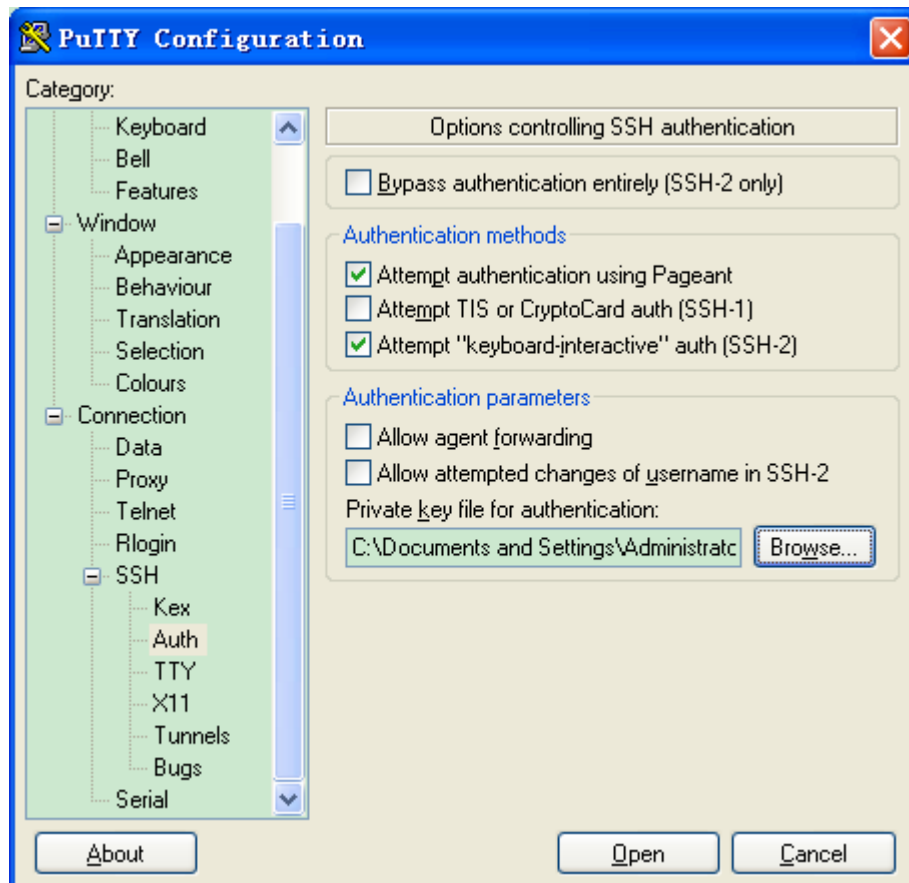 PuTTY Configuration
Category:
Keyboard
Bell
Features
Window
Appearance
Behaviour
Translation
Selection
Colours
Connection
Data
Proxy
Telnet
Rlogin
SSH
Kex
Auth
TTY
X11
Tunnels
Bugs
Serial
Options controlling SSH authentication
Bypass authentication entirely (SSH-2 only)
Authentication methods
Attempt authentication using Pageant
Attempt TIS or CryptoCard auth (SSH-1)
Attempt "keyboard-interactive" auth (SSH-2)
Authentication parameters
Allow agent forwarding
Allow attempted changes of username in SSH-2
Private key file for authentication:
C:\Documents and Settings\Administratc
Browse...
About
Open
Cancel